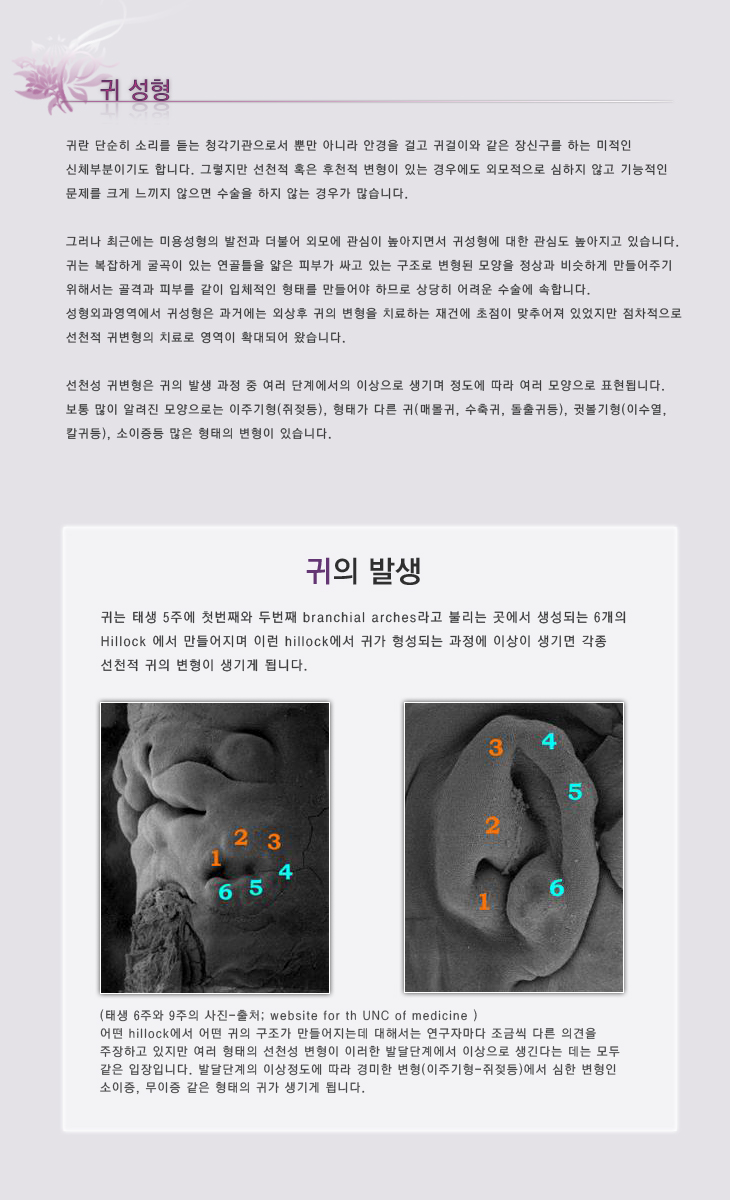 귀 성형
귀란 단순히 소리를 듣는 청각기관으로서 뿐만 아니라 안경을 걸고 귀걸이와 같은 장신구를 하는 미적인
신체부분이기도 합니다. 그렇지만 선천적 혹은 후천적 변형이 있는 경우에도 외모적으로 심하지 않고 기능적인
문제를 크게 느끼지 않으면 수술을 하지 않는 경우가 많습니다.
그러나 최근에는 미용성형의 발전과 더불어 외모에 관심이 높아지면서 귀성형에 대한 관심도 높아지고 있습니다.
귀는 복잡하게 굴곡이 있는 연골틀을 얇은 피부가 싸고 있는 구조로 변형된 모양을 정상과 비슷하게 만들어주기
위해서는 골격과 피부를 같이 입체적인 형태를 만들어야 하므로 상당히 어려운 수술에 속합니다.
성형외과영역에서 귀성형은 과거에는 외상후 귀의 변형을 치료하는 재건에 초점이 맞추어져 있었지만 점차적으로
선천적 귀변형의 치료로 영역이 확대되어 왔습니다.
선천성 귀변형은 귀의 발생 과정 중 여러 단계에서의 이상으로 생기며 정도에 따라 여러 모양으로 표현됩니다.
보통 많이 알려진 모양으로는 이주기형(쥐젖등), 형태가 다른 귀(매몰귀, 수축귀, 돌출귀등), 귓볼기형(이수열,
칼귀등), 소이증등 많은 형태의 변형이 있습니다.
귀의 발생
귀는 태생 5주에 첫번째와 두번째 branchial arches라고 불리는 곳에서 생성되는 6개의
Hillock 에서 만들어지며 이런 hillock에서 귀가 형성되는 과정에 이상이 생기면 각종
선천적 귀의 변형이 생기게 됩니다.
1 2 3
6 5 4
3 4
5
2
1 6
(태생 6주와 9주의 사진-출처; website for th UNC of medicine )
어떤 hillock에서 어떤 귀의 구조가 만들어지는데 대해서는 연구자마다 조금씩 다른 의견을
주장하고 있지만 여러 형태의 선천성 변형이 이러한 발달단계에서 이상으로 생긴다는 데는 모두
같은 입장입니다. 발달단계의 이상정도에 따라 경미한 변형(이주기형-쥐젖등)에서 심한 변형인
소이증, 무이증 같은 형태의 귀가 생기게 됩니다.